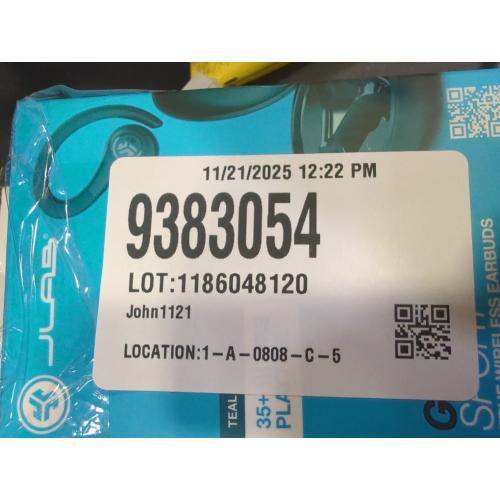 11/21/2025 12:22 PM
9383054
LOT:1186048120
John1121
LOCATION:1-A-0808-C-5
JLAB
TEAL
35+
G
WIRELESS EARBUDS